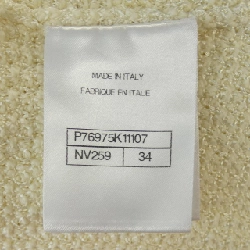 MADE IN ITALY
FABRIQUE EN ITALIE
P76975K11107
NV259 34